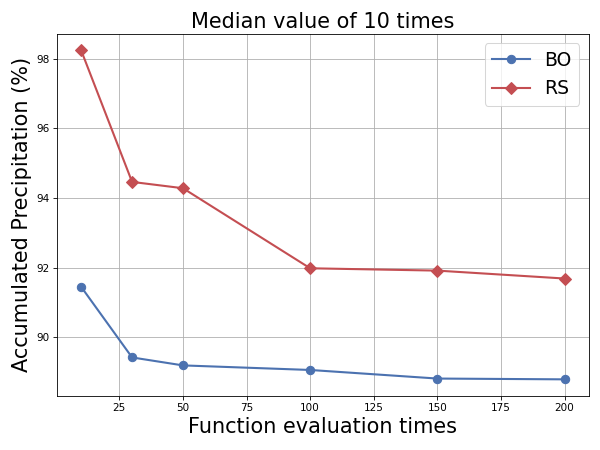 Median value of 10 times
BO
RS
Accumulated Precipitation (%)
98
96
94
92
90
25 50 75 100 125 150 175 200
Function evaluation times